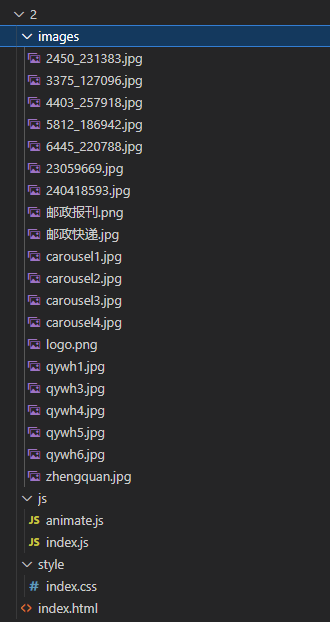 2
images
2450_231383.jpg
3375_127096.jpg
4403_257918.jpg
5812_186942.jpg
6445_220788.jpg
23059669.jpg
240418593.jpg
邮政报刊.png
邮政快递.jpg
carousel1.jpg
carousel2.jpg
carousel3.jpg
carousel4.jpg
logo.png
qywh1.jpg
qywh3.jpg
qywh4.jpg
qywh5.jpg
qywh6.jpg
zhengquan.jpg
js
JS animate.js
JS index.js
style
# index.css
<> index.html